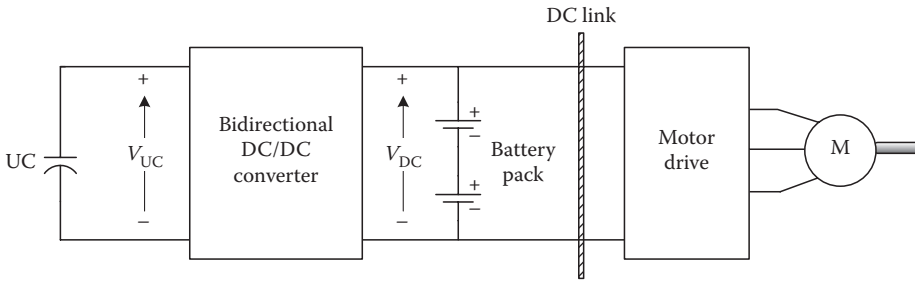 DC link
+
+
UC
V_UC
Bidirectional
DC/DC
converter
V_DC
+
−
+
−
Battery
pack
Motor
drive
M
−
−